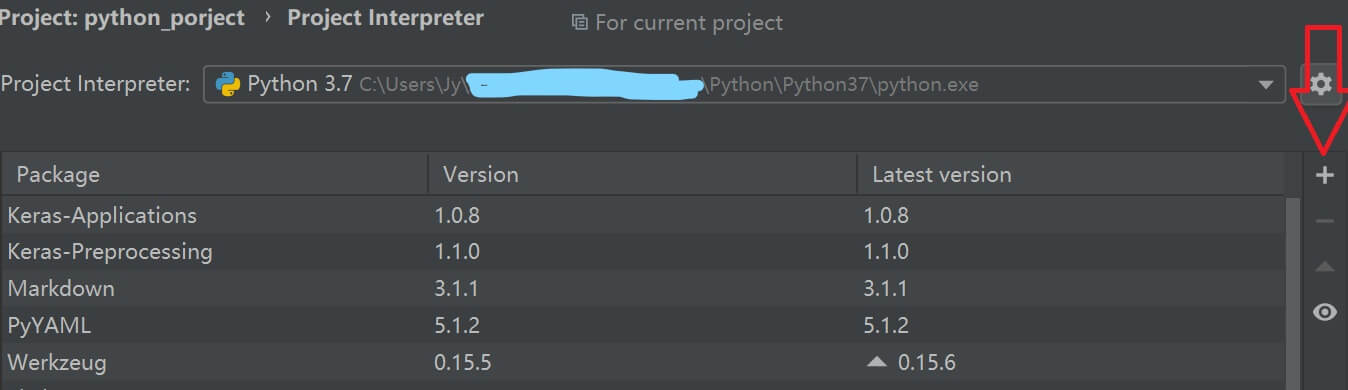 Project: python_porject › Project Interpreter For current project
Project Interpreter: Python 3.7 C:\Users\Jy\ \Python\Python37\python.exe
Package Version Latest version
Keras-Applications 1.0.8 1.0.8
Keras-Preprocessing 1.1.0 1.1.0
Markdown 3.1.1 3.1.1
PyYAML 5.1.2 5.1.2
Werkzeug 0.15.5 0.15.6